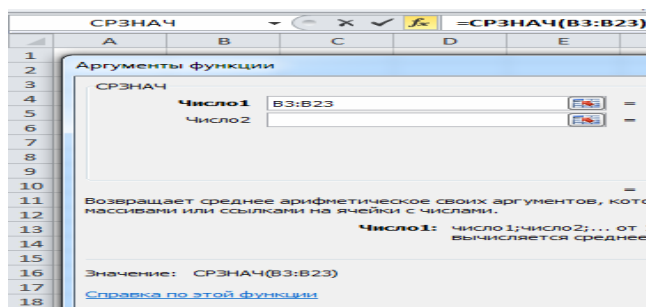 СРЗНАЧ fx =СРЗНАЧ(B3:B23)
A B C D E
1
2 Аргументы функции
3 СРЗНАЧ
4 Число1 B3:B23 =
5 Число2 =
6
7
8
9
10 =
11 Возвращает среднее арифметическое своих аргументов, кото
12 массивами или ссылками на ячейки с числами.
13 Число1: число1;число2;... от
14 вычисляется среднее
15
16 Значение: СРЗНАЧ(B3:B23)
17 Справка по этой функции
18